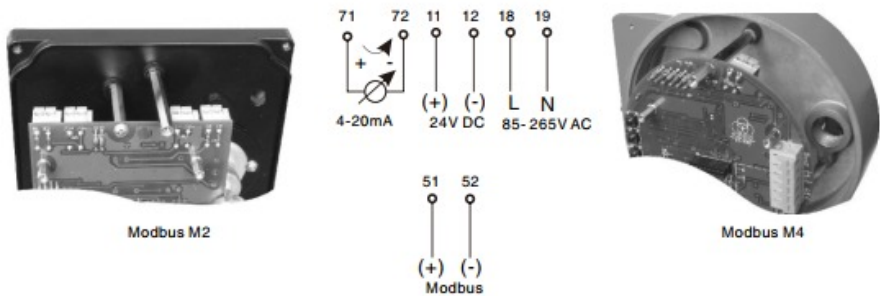 71 72 11 12 18 19
+ -
(+) (-) L N
4-20mA 24V DC 85- 265V AC
51 52
Modbus M2 Modbus M4
(+) (-)
Modbus